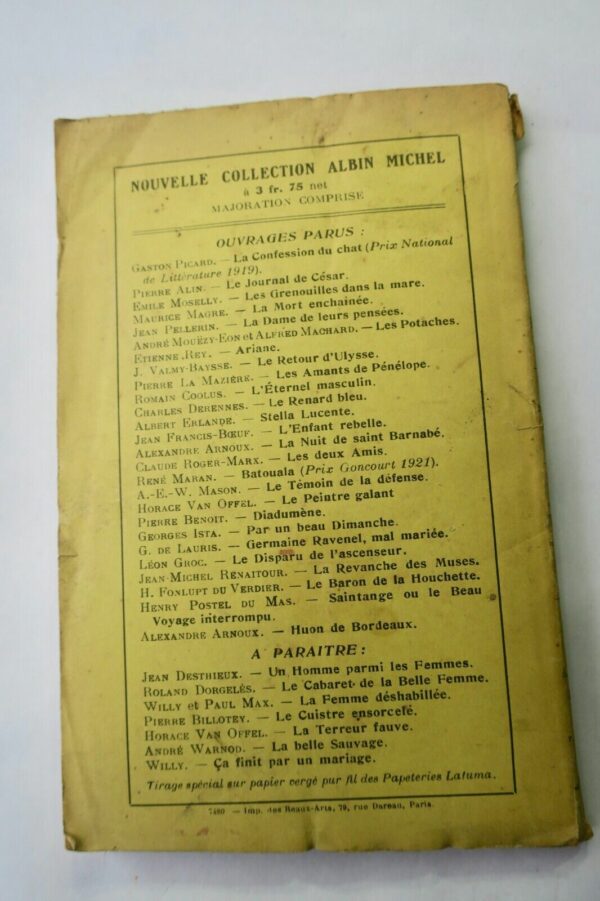 NOUVELLE COLLECTION ALBIN MICHEL
à 3 fr. 75 net
MAJORATION COMPRISE
OUVRAGES PARUS :
GASTON PICARD. — La Confession du chat (Prix National
de Littérature 1919).
PIERRE ALIN. — Le Journal de César.
EMILE MOSELLY. — Les Grenouilles dans la mare.
MAURICE MAGRE. — La Mort enchainée.
JEAN PELLERIN. — La Dame de leurs pensées.
ANDRÉ MOUËZY-EON et ALFRED MACHARD. — Les Potaches.
ETIENNE REY. — Ariane.
J. VALMY-BAYSSE. — Le Retour d'Ulysse.
PIERRE LA MAZIÈRE. — Les Amants de Pénélope.
ROMAIN COOLUS. — L'Éternel masculin.
CHARLES DERENNES. — Le Renard bleu.
ALBERT ERLANDE. — Stella Lucente.
JEAN FRANCIS-BŒUF. — L'Enfant rebelle.
ALEXANDRE ARNOUX. — La Nuit de saint Barnabé.
CLAUDE ROGER-MARX. — Les deux Amis.
RENÉ MARAN. — Batouala (Prix Goncourt 1921).
A.-E.-W. MASON. — Le Témoin de la défense.
HORACE VAN OFFEL. — Le Peintre galant
PIERRE BENOIT. — Diadumène.
GEORGES ISTA. — Par un beau Dimanche.
G. DE LAURIS. — Germaine Ravenel, mal mariée.
LÉON GROC. — Le Disparu de l'ascenseur.
JEAN-MICHEL RENAITOUR. — La Revanche des Muses.
H. FONLUPT DU VERDIER. — Le Baron de la Houchette.
HENRY POSTEL DU MAS. — Saintange ou le Beau
Voyage interrompu.
ALEXANDRE ARNOUX. — Huon de Bordeaux.
A PARAITRE :
JEAN DESTHIEUX. — Un Homme parmi les Femmes.
ROLAND DORGELÈS. — Le Cabaret de la Belle Femme.
WILLY et PAUL MAX. — La Femme déshabillée.
PIERRE BILLOTEY. — Le Cuistre ensorcelé.
HORACE VAN OFFEL. — La Terreur fauve.
ANDRÉ WARNOD. — La belle Sauvage.
WILLY. — Ça finit par un mariage.
Tirage spécial sur papier vergé pur fil des Papeteries Lafuma.
7480 — Imp. des Beaux-Arts, 79, rue Dareau, Paris.